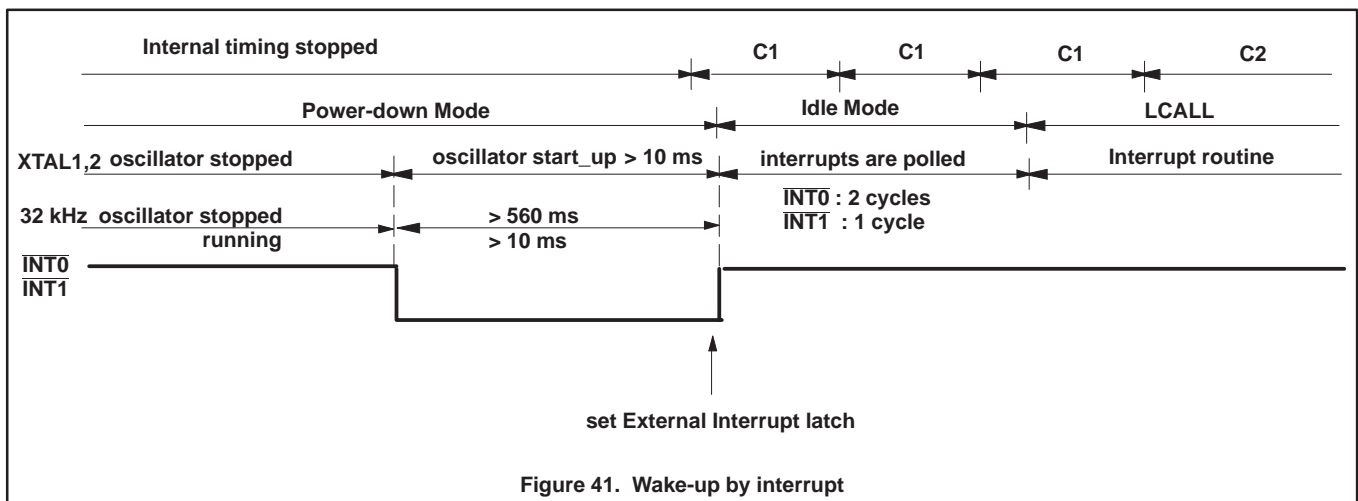 Internal timing stopped C1 C1 C1 C2
Power-down Mode Idle Mode LCALL
XTAL1,2 oscillator stopped oscillator start_up > 10 ms interrupts are polled Interrupt routine
INT0 : 2 cycles
32 kHz oscillator stopped > 560 ms INT1 : 1 cycle
running > 10 ms
INT0
INT1
set External Interrupt latch
Figure 41. Wake-up by interrupt